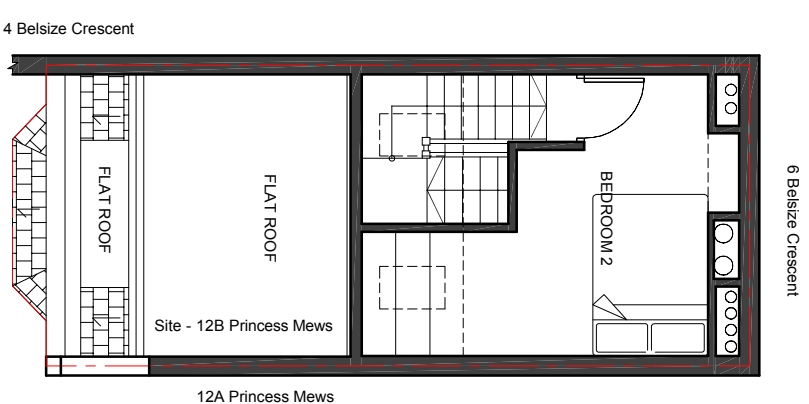 4 Belsize Crescent
FLAT ROOF
FLAT ROOF
BEDROOM 2
6 Belsize Crescent
Site - 12B Princess Mews
12A Princess Mews